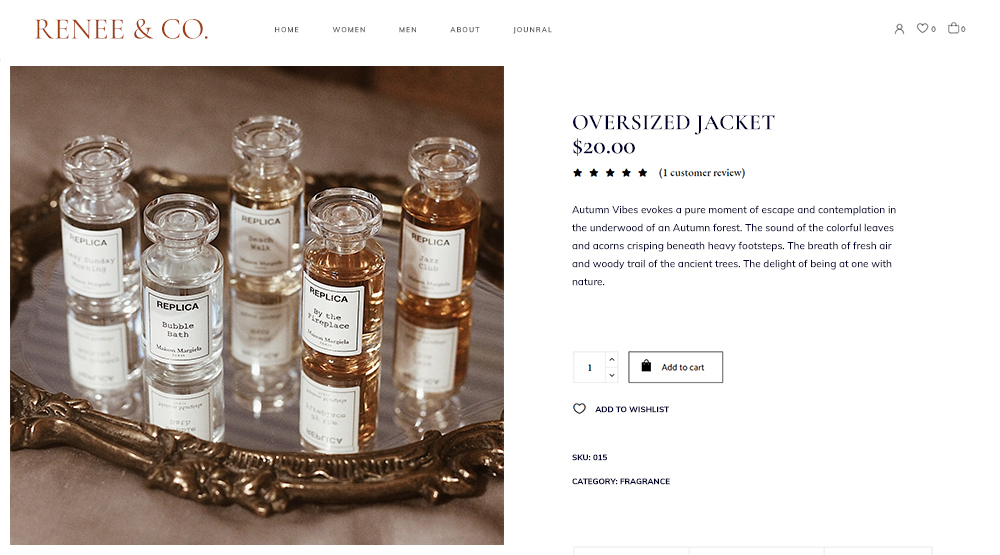 RENEE & CO.
HOME WOMEN MEN ABOUT JOUNRAL
0 0
OVERSIZED JACKET
$20.00
(1 customer review)
Autumn Vibes evokes a pure moment of escape and contemplation in
the underwood of an Autumn forest. The sound of the colorful leaves
and acorns crisping beneath heavy footsteps. The breath of fresh air
and woody trail of the ancient trees. The delight of being at one with
nature.
1 Add to cart
ADD TO WISHLIST
SKU: 015
CATEGORY: FRAGRANCE
REPLICA
Lazy Sunday
Morning
Maison Margiela
REPLICA
Beach
Walk
REPLICA
Jazz
Club
Maison Margiela
REPLICA
Bubble
Bath
Maison Margiela
PARIS
REPLICA
By the
Fireplace
Maison Margiela
PARIS